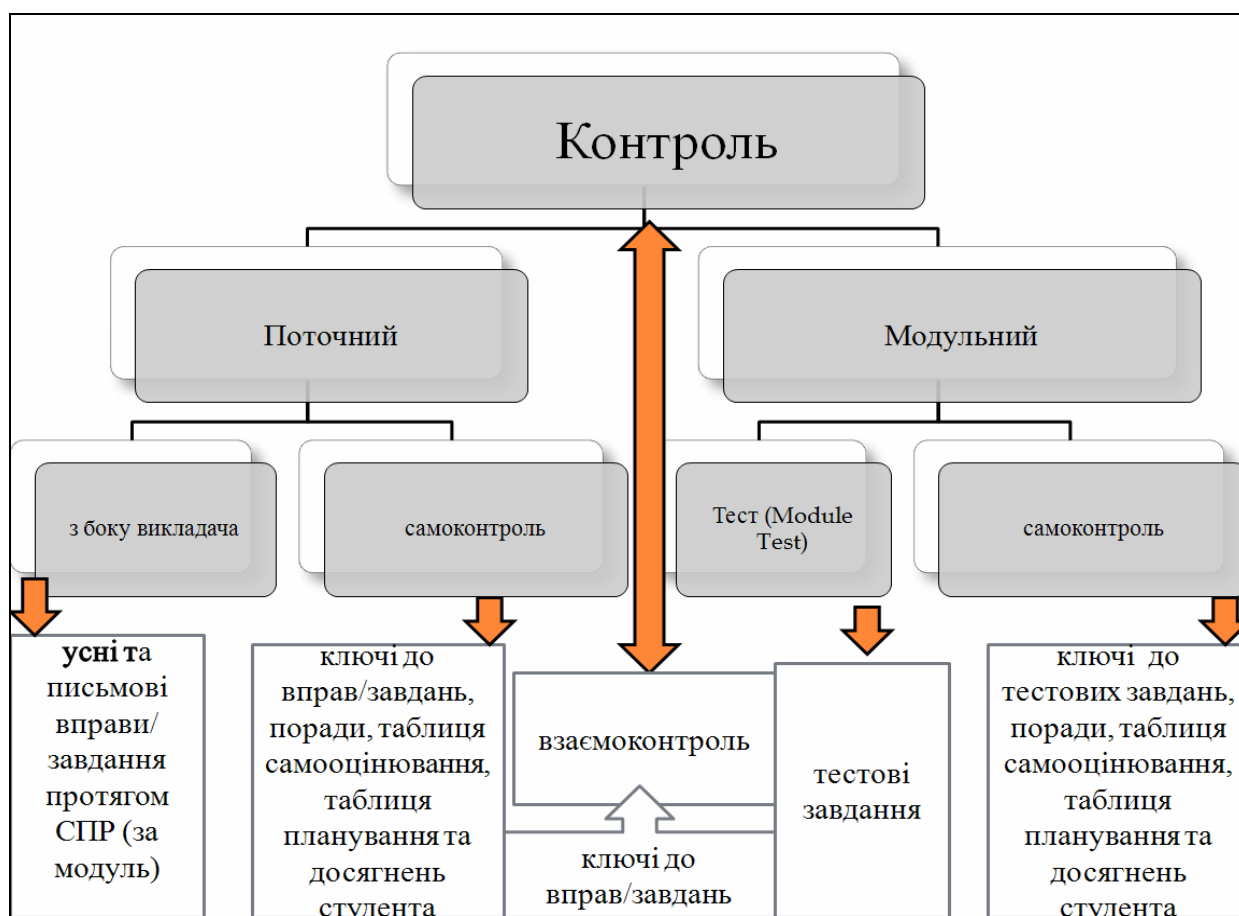 Контроль
Поточний
Модульний
з боку викладача
самоконтроль
Тест (Module
Test)
самоконтроль
усні та
письмові
вправи/
завдання
протягом
СПР (за
модуль)
ключі до
вправ/завдань,
поради, таблиця
самооцінювання,
таблиця
планування та
досягнень
студента
взаємоконтроль
ключі до
вправ/завдань
тестові
завдання
ключі до
тестових завдань,
поради, таблиця
самооцінювання,
таблиця
планування та
досягнень
студента